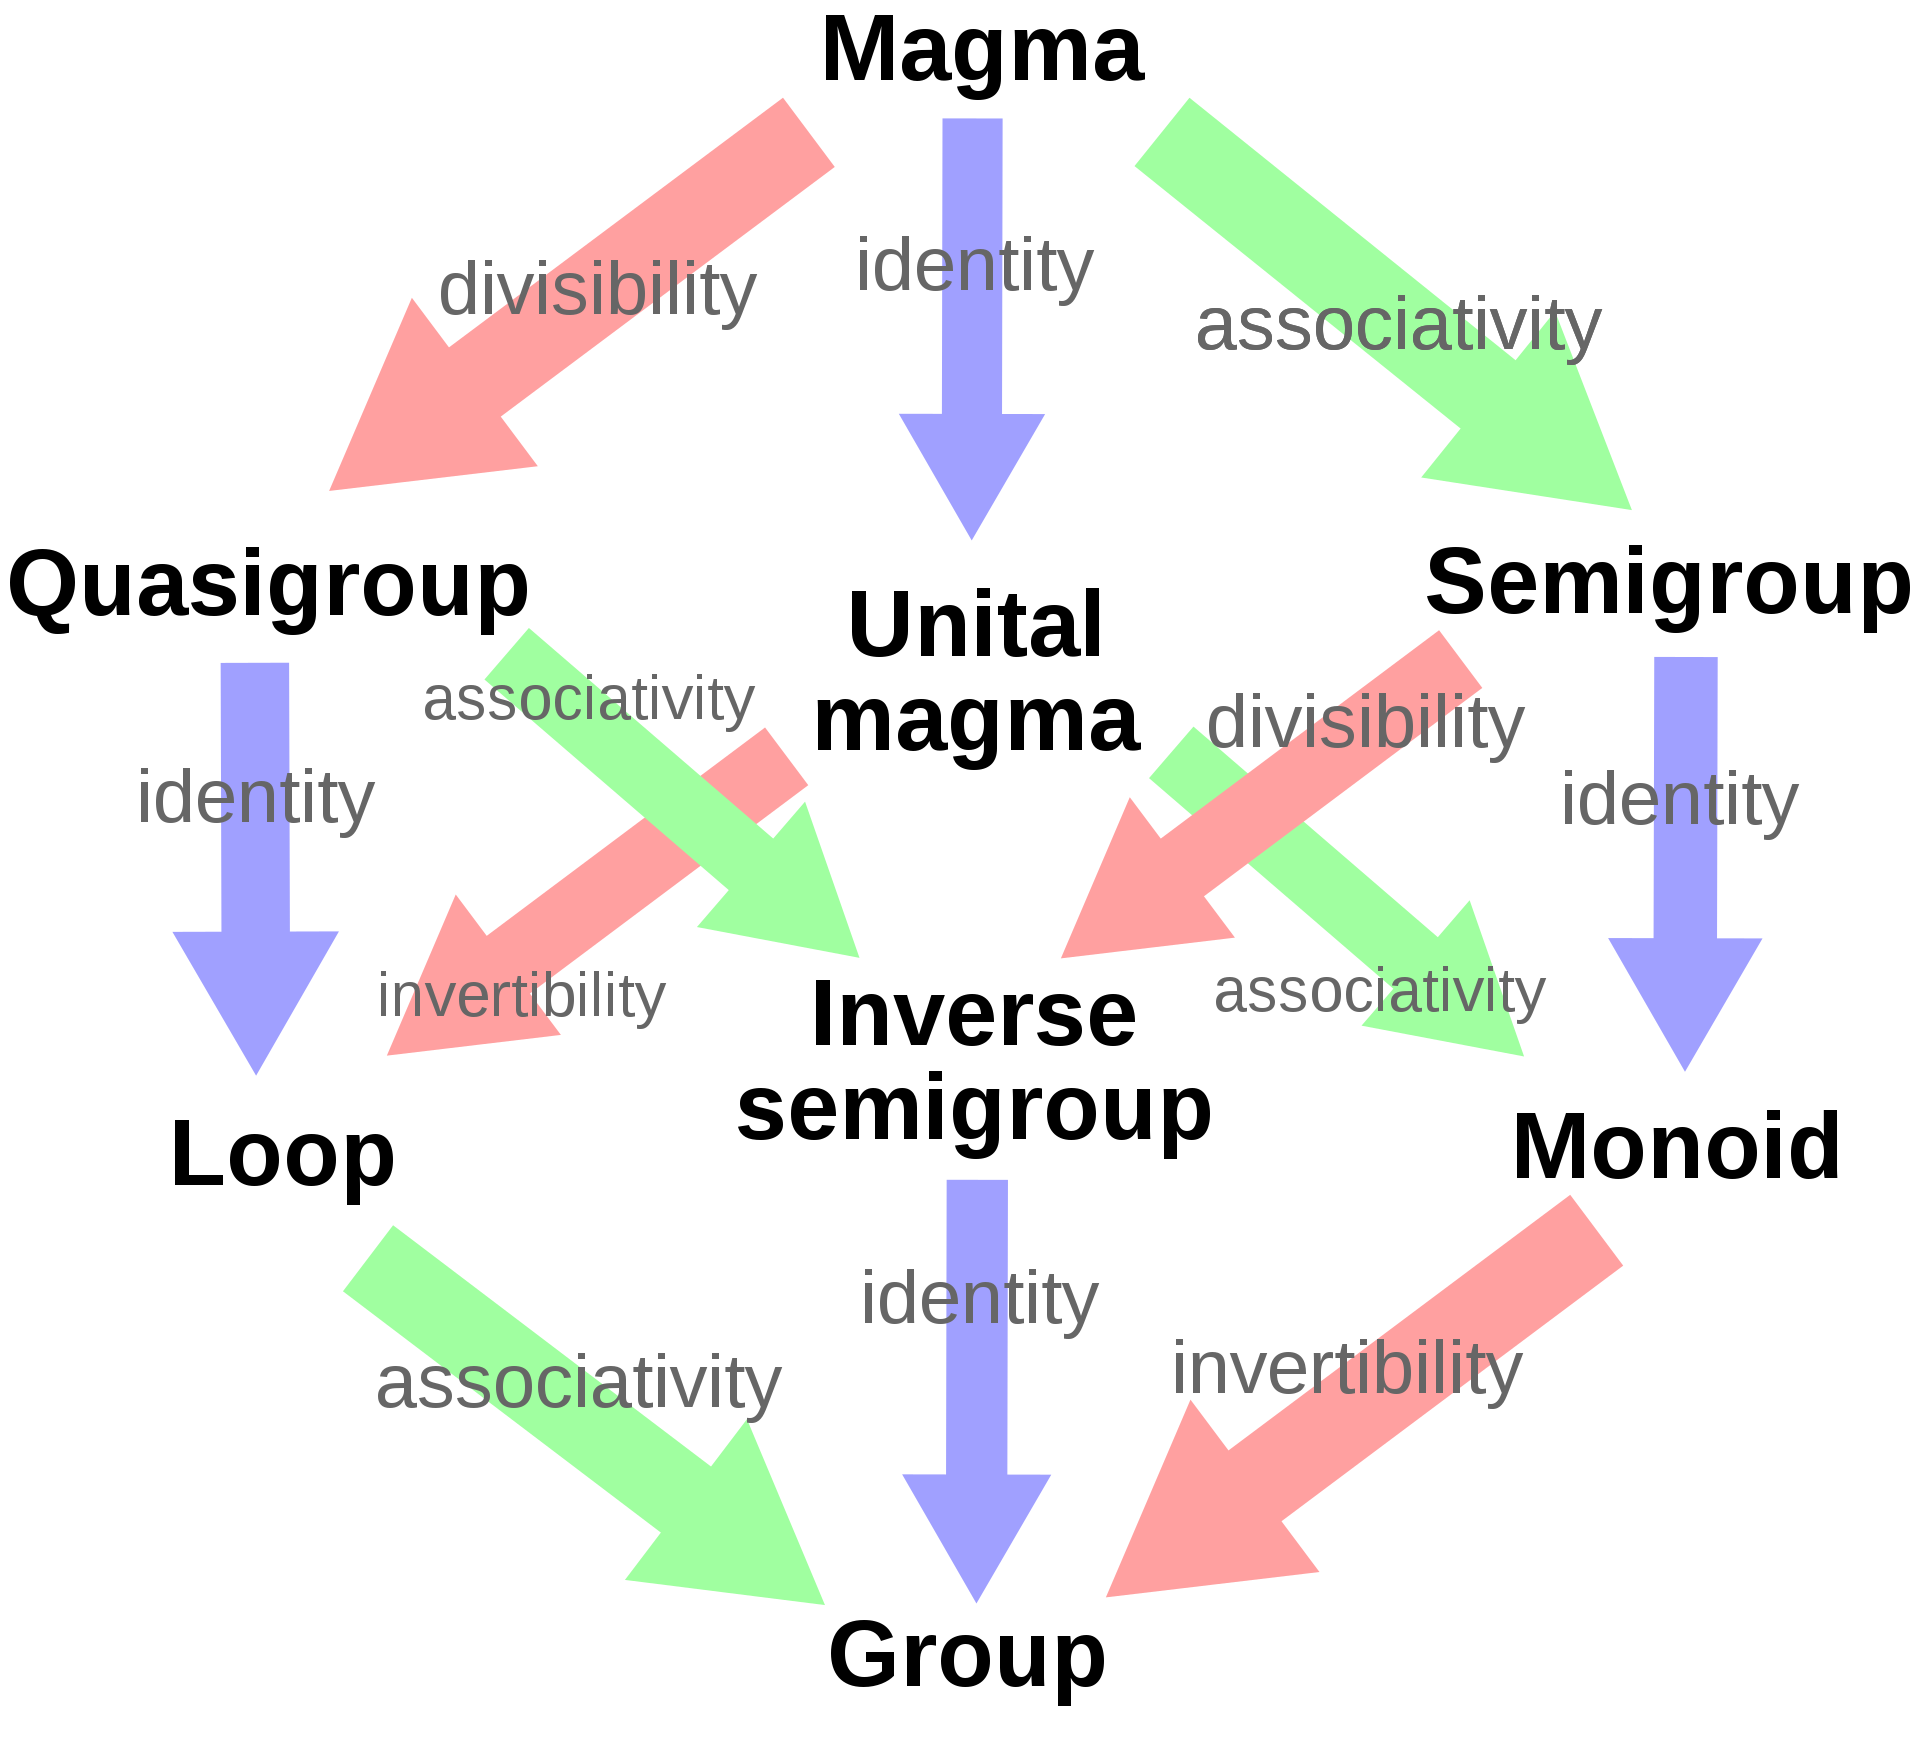 Magma
divisibility
identity
associativity
Quasigroup
Unital
magma
Semigroup
associativity
divisibility
identity
identity
invertibility
associativity
Inverse
semigroup
Loop
Monoid
identity
associativity
invertibility
Group